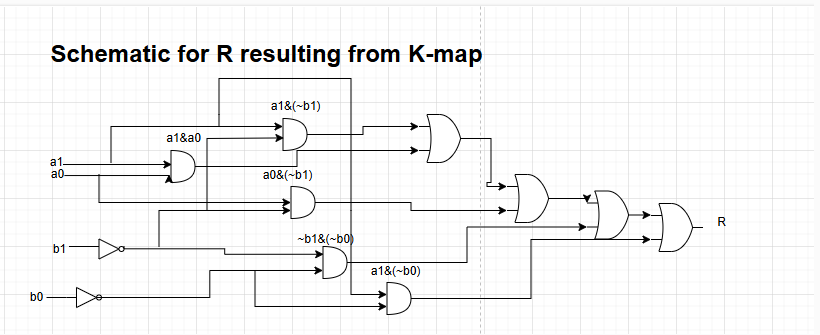 Schematic for R resulting from K-map
a1&(~b1)
a1&a0
a1
a0
a0&(~b1)
R
~b1&(~b0)
b1
a1&(~b0)
b0